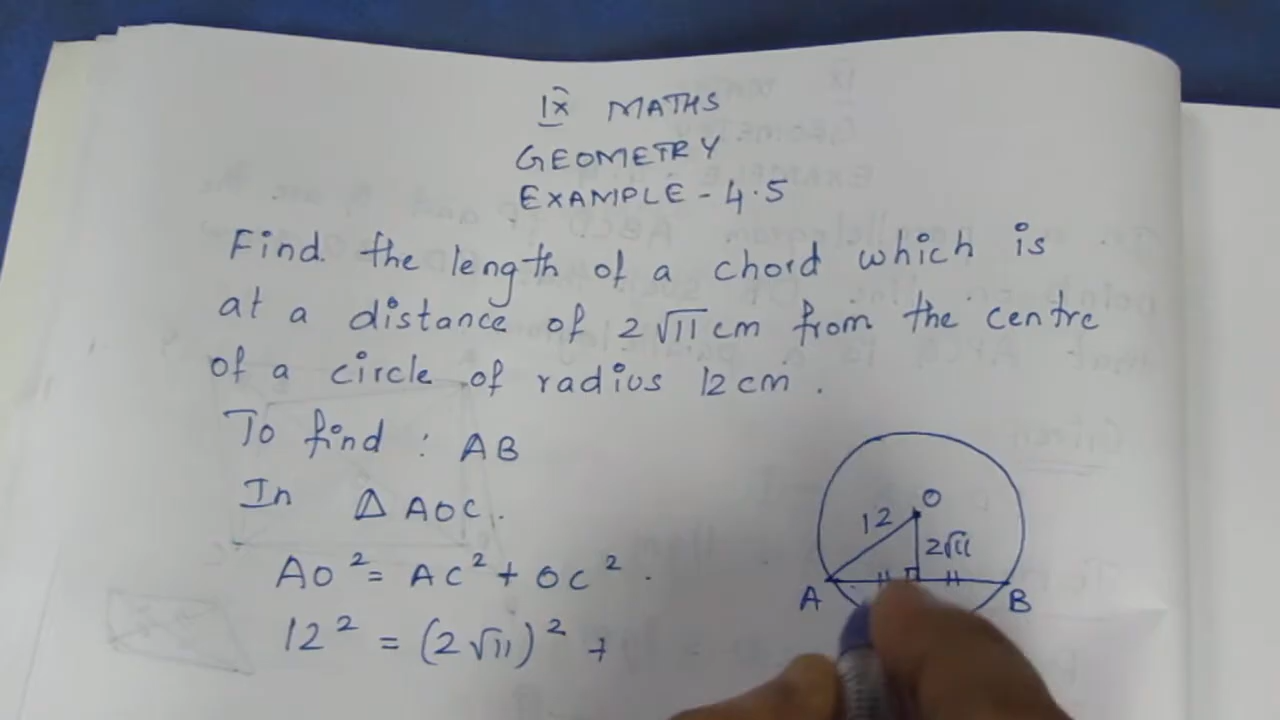 IX MATHS
GEOMETRY
EXAMPLE - 4.5
Find the length of a chord which is
at a distance of 2√11 cm from the centre
of a circle of radius 12 cm.
To find : AB
In Δ AOC.
AO² = AC² + OC².
12² = (2√11)² +
O
12
2√11
A
B